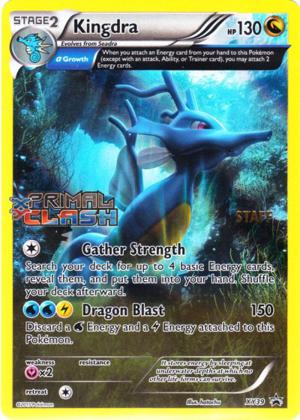 STAGE2 Kingdra HP130
Evolves from Seadra
α Growth
When you attach an Energy card from your hand to this Pokémon
(except with an attack, Ability, or Trainer card), you may attach 2
Energy cards.
PRIMAL
CLASH
STAFF
Gather Strength
Search your deck for up to 4 basic Energy cards,
reveal them, and put them into your hand. Shuffle
your deck afterward.
Dragon Blast 150
Discard a Energy and a Energy attached to this
Pokémon.
weakness
×2
resistance
retreat
It stores energy by sleeping at
underwater depths at which no other
life-forms can survive.
Illus. hatachu
XY39